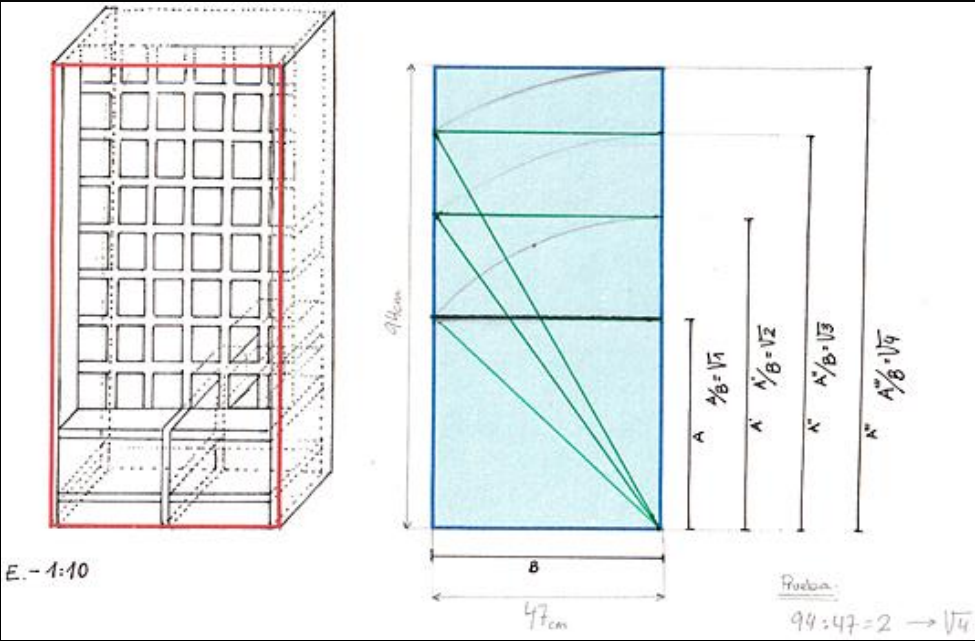 E.-1:10
94cm
B
47cm
A
A/B=√1
A'
A'/B=√2
A''
A''/B=√3
A'''
A'''/B=√4
Prueba.
94:47=2 → √4